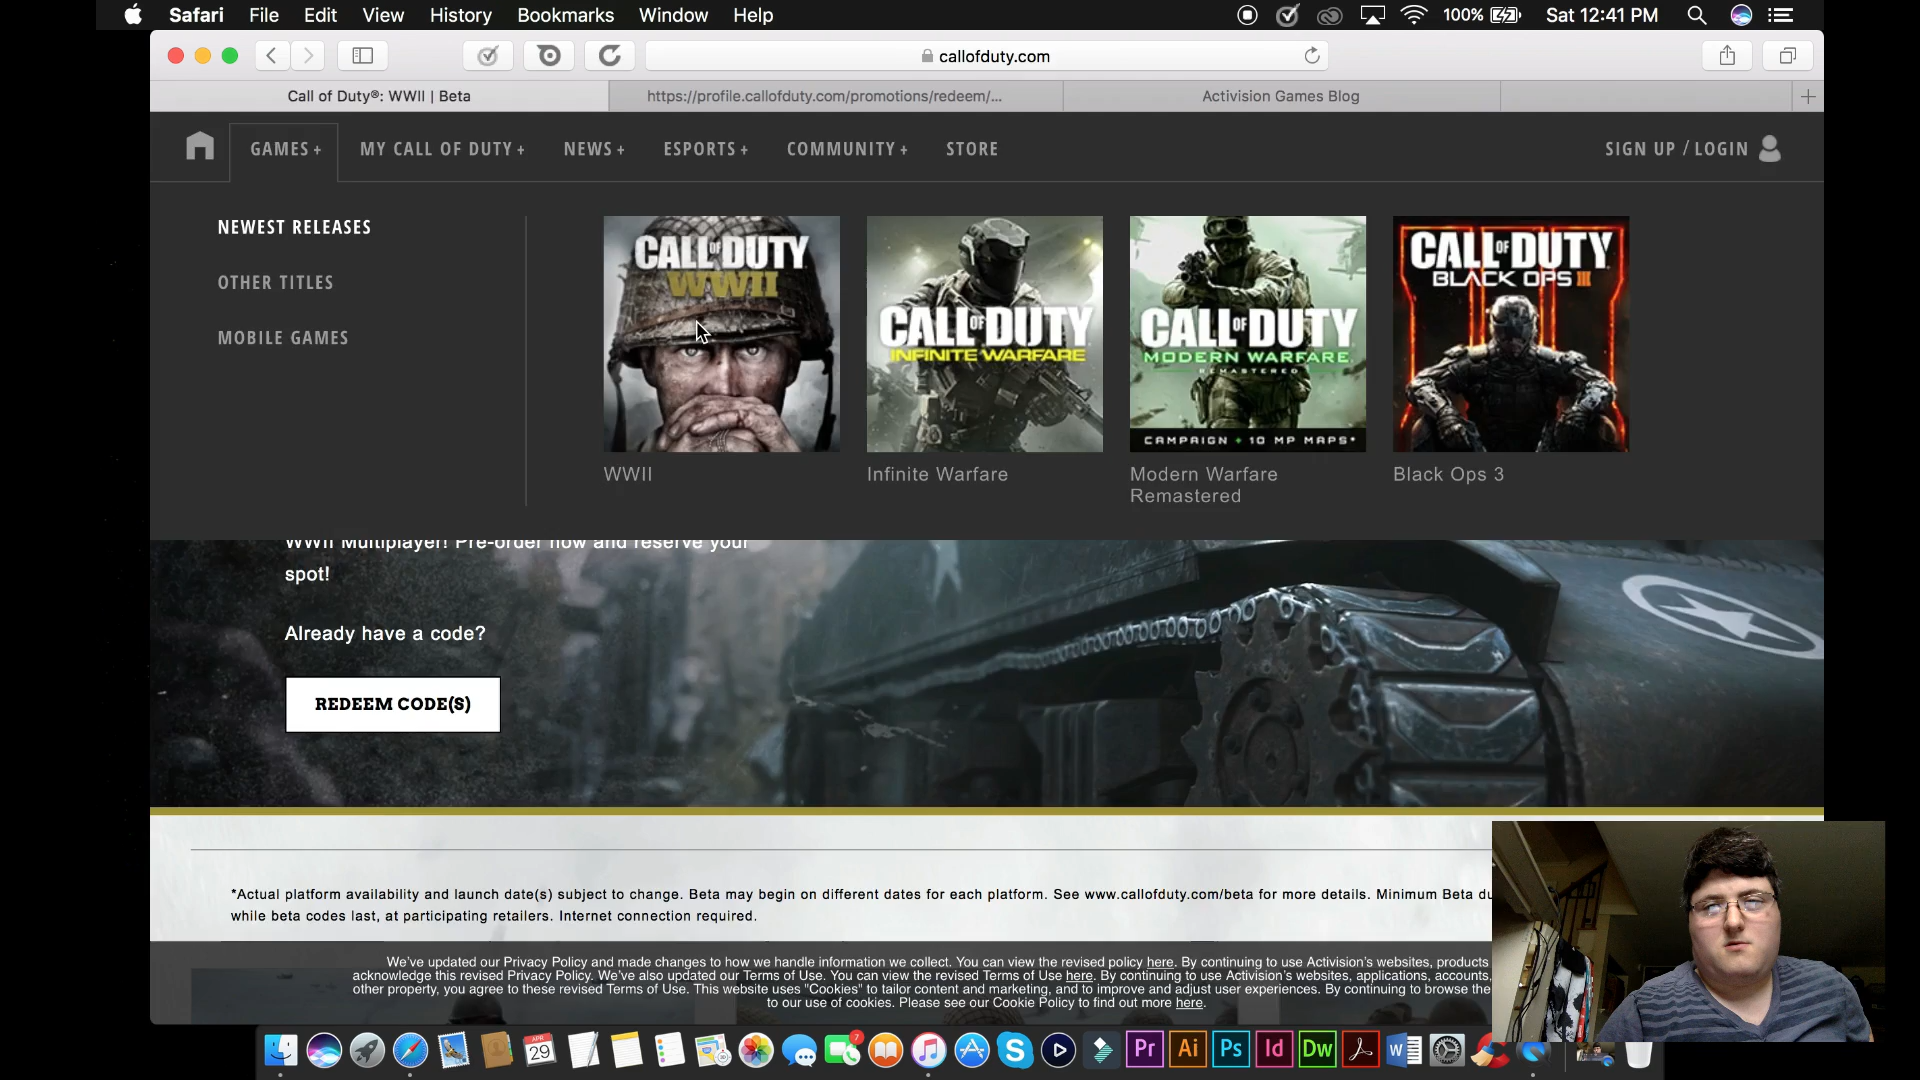 Safari File Edit View History Bookmarks Window Help
100% Sat 12:41 PM
callofduty.com
Call of Duty®: WWII | Beta
https://profile.callofduty.com/promotions/redeem/...
Activision Games Blog
GAMES + MY CALL OF DUTY + NEWS + ESPORTS + COMMUNITY + STORE
SIGN UP / LOGIN
NEWEST RELEASES
OTHER TITLES
MOBILE GAMES
CALL OF DUTY
WWII
WWII
CALL OF DUTY
INFINITE WARFARE
Infinite Warfare
CALL OF DUTY
MODERN WARFARE
REMASTERED
CAMPAIGN + 10 MP MAPS*
Modern Warfare
Remastered
CALL OF DUTY
BLACK OPS III
Black Ops 3
WWII Multiplayer! Pre-order now and reserve your
spot!
Already have a code?
REDEEM CODE(S)
*Actual platform availability and launch date(s) subject to change. Beta may begin on different dates for each platform. See www.callofduty.com/beta for more details. Minimum Beta du
while beta codes last, at participating retailers. Internet connection required.
We've updated our Privacy Policy and made changes to how we handle information we collect. You can view the revised policy here. By continuing to use Activision's websites, products
acknowledge this revised Privacy Policy. We've also updated our Terms of Use. You can view the revised Terms of Use here. By continuing to use Activision's websites, applications, accounts,
other property, you agree to these revised Terms of Use. This website uses "Cookies" to tailor content and marketing, and to improve and adjust user experiences. By continuing to browse the
to our use of cookies. Please see our Cookie Policy to find out more here.
APR
29
7
S
Pr
Ai
Ps
Id
Dw
W